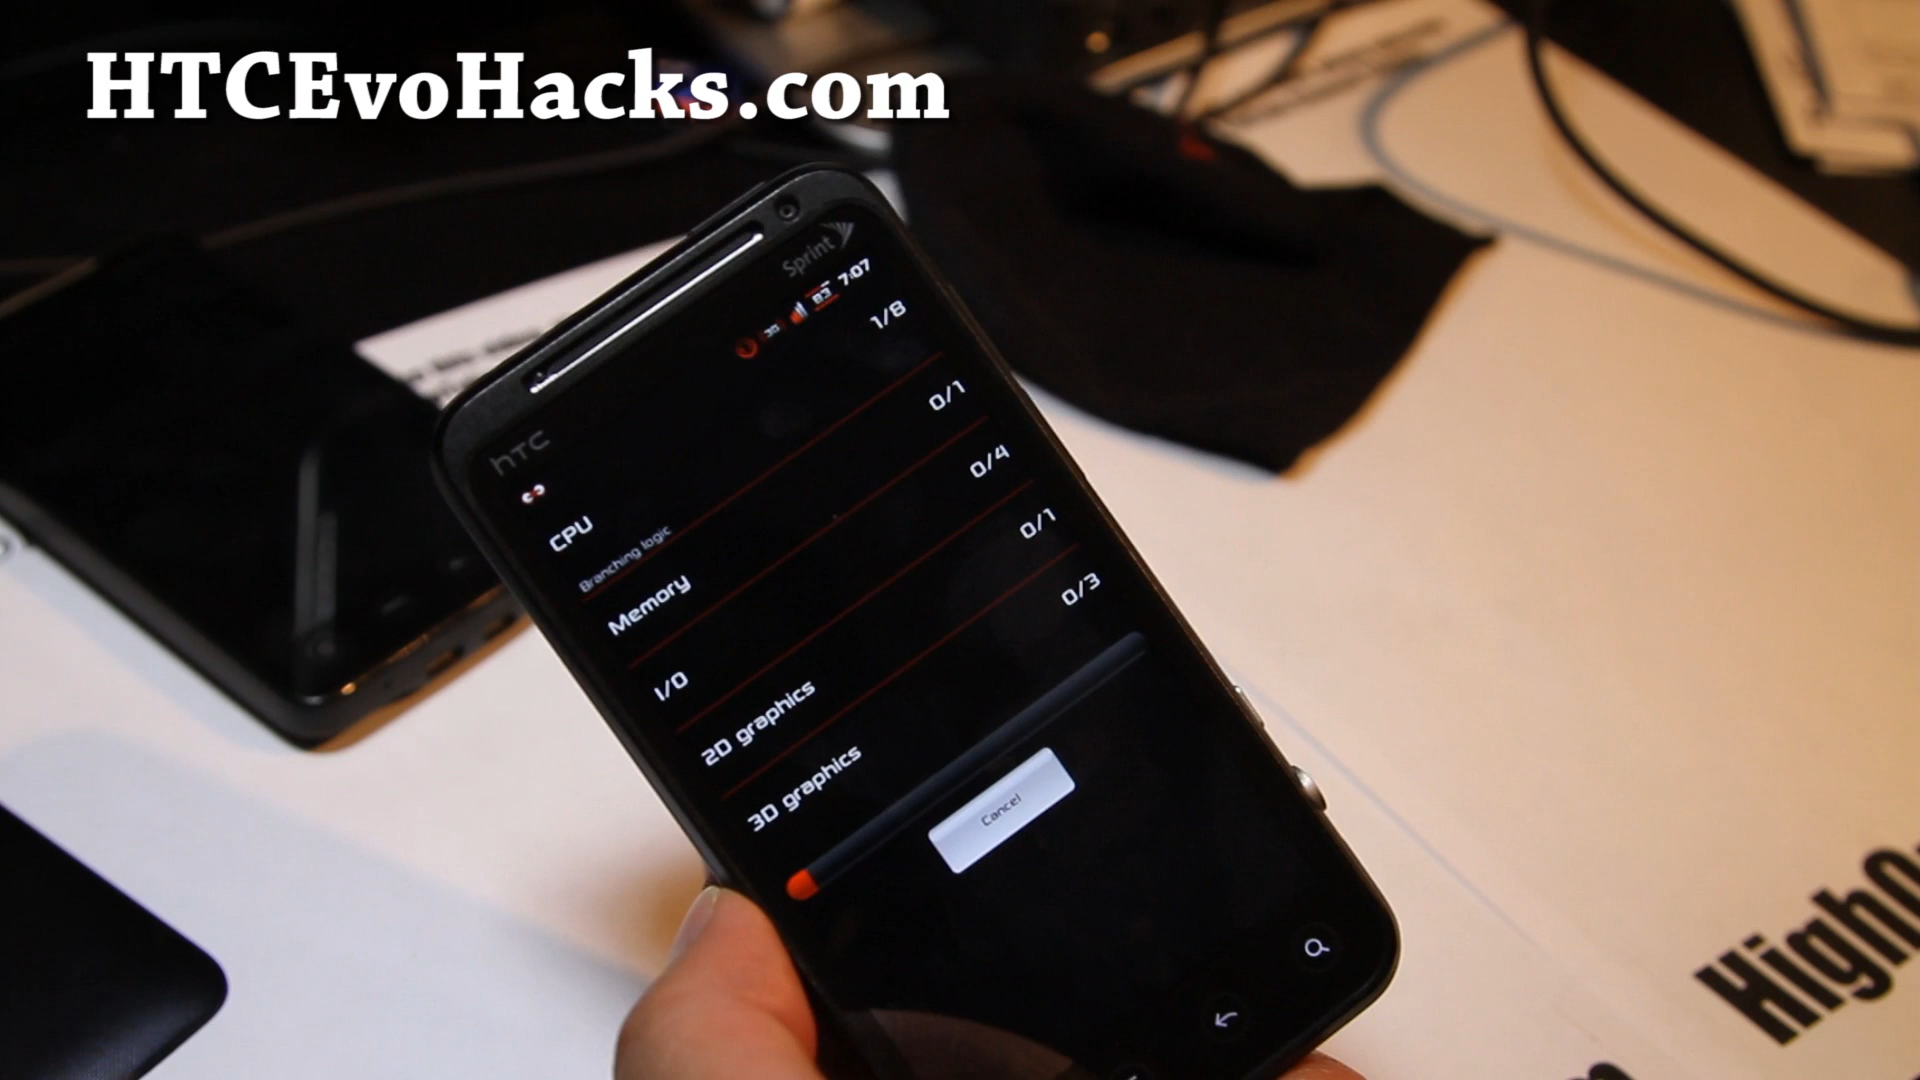 HTCEvoHacks.com
Sprint
83 7:07
hTC
1/8
CPU
Branching logic
0/1
Memory
0/4
I/O
0/1
2D graphics
0/3
3D graphics
Cancel